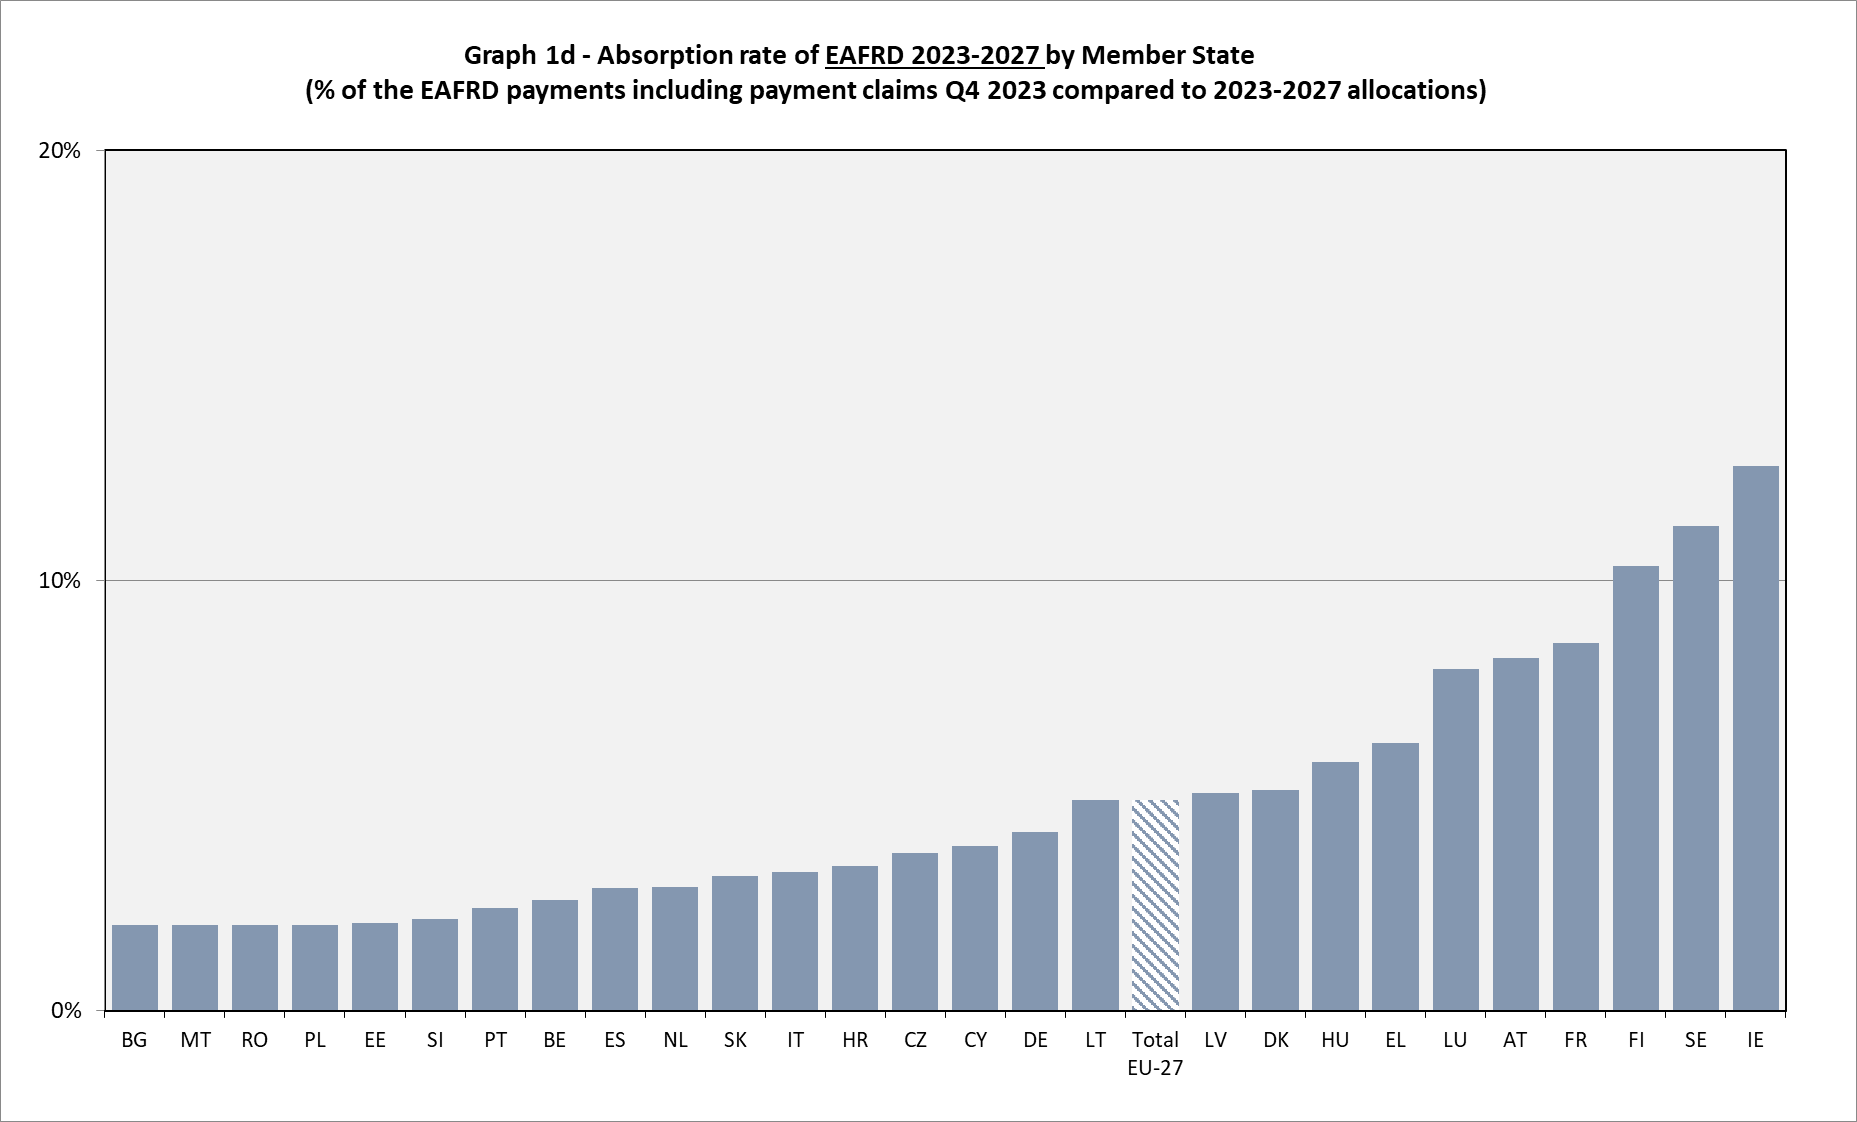 Graph 1d - Absorption rate of EAFRD 2023-2027 by Member State
(% of the EAFRD payments including payment claims Q4 2023 compared to 2023-2027 allocations)
20%
10%
0%
BG MT RO PL EE SI PT BE ES NL SK IT HR CZ CY DE LT Total LV DK HU EL LU AT FR FI SE IE
EU-27